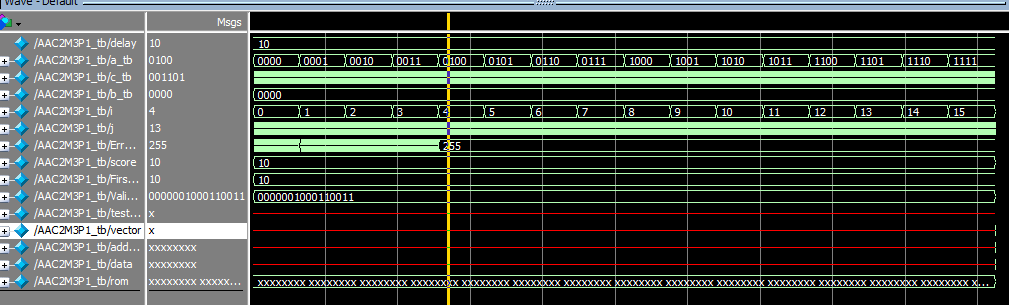 Wave - Default
Msgs
/AAC2M3P1_tb/delay 10 10
/AAC2M3P1_tb/a_tb 0100 0000 0001 0010 0011 0100 0101 0110 0111 1000 1001 1010 1011 1100 1101 1110 1111
/AAC2M3P1_tb/c_tb 001101
/AAC2M3P1_tb/b_tb 0000 0000
/AAC2M3P1_tb/i 4 0 1 2 3 4 5 6 7 8 9 10 11 12 13 14 15
/AAC2M3P1_tb/j 13
/AAC2M3P1_tb/Err... 255 255
/AAC2M3P1_tb/score 10 10
/AAC2M3P1_tb/Firs... 10 10
/AAC2M3P1_tb/Vali... 0000001000110011 0000001000110011
/AAC2M3P1_tb/test... x
/AAC2M3P1_tb/vector x
/AAC2M3P1_tb/add... xxxxxxxx
/AAC2M3P1_tb/data xxxxxxxx
/AAC2M3P1_tb/rom xxxxxxxx xxxxx... xxxxxxxx xxxxxxxx xxxxxxxx xxxxxxxx xxxxxxxx xxxxxxxx xxxxxxxx xxxxxxxx xxxxxxxx xxxxxxxx xxxxxxxx xxxxxxxx xxxxxxxx xxxxxxxx x...